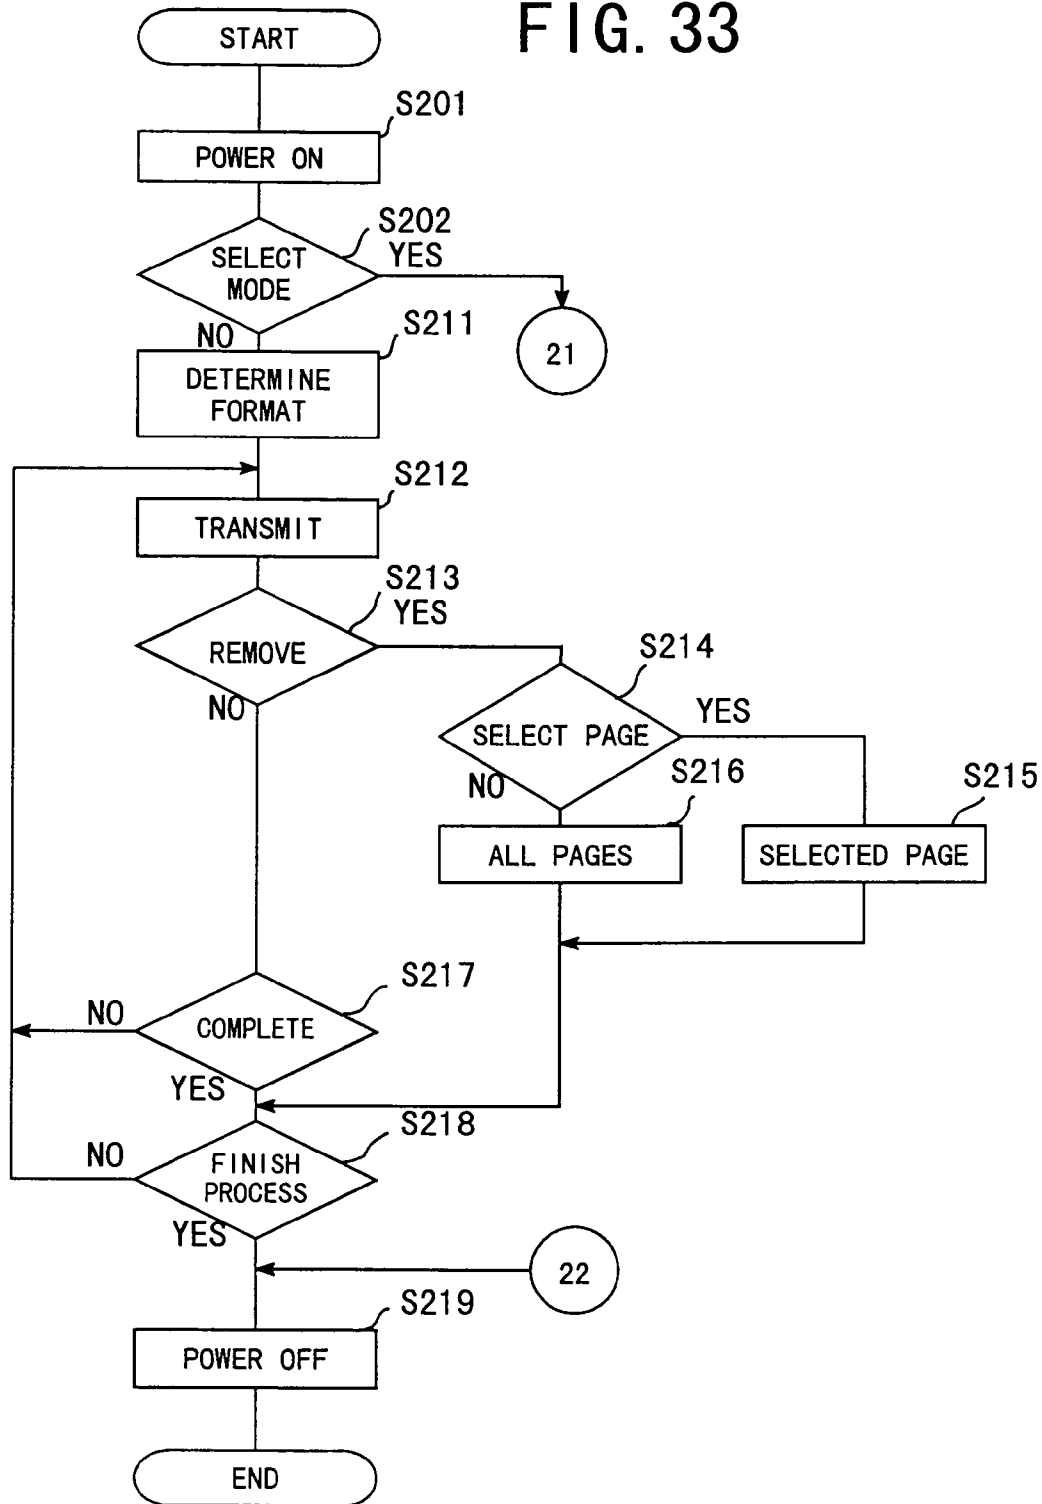 FIG. 33
START
S201
POWER ON
S202
YES
SELECT
MODE
NO
21
S211
DETERMINE
FORMAT
S212
TRANSMIT
S213
YES
REMOVE
NO
S214
YES
SELECT PAGE
NO
S216
S215
ALL PAGES
SELECTED PAGE
S217
NO
COMPLETE
YES
S218
NO
FINISH
PROCESS
YES
22
S219
POWER OFF
END